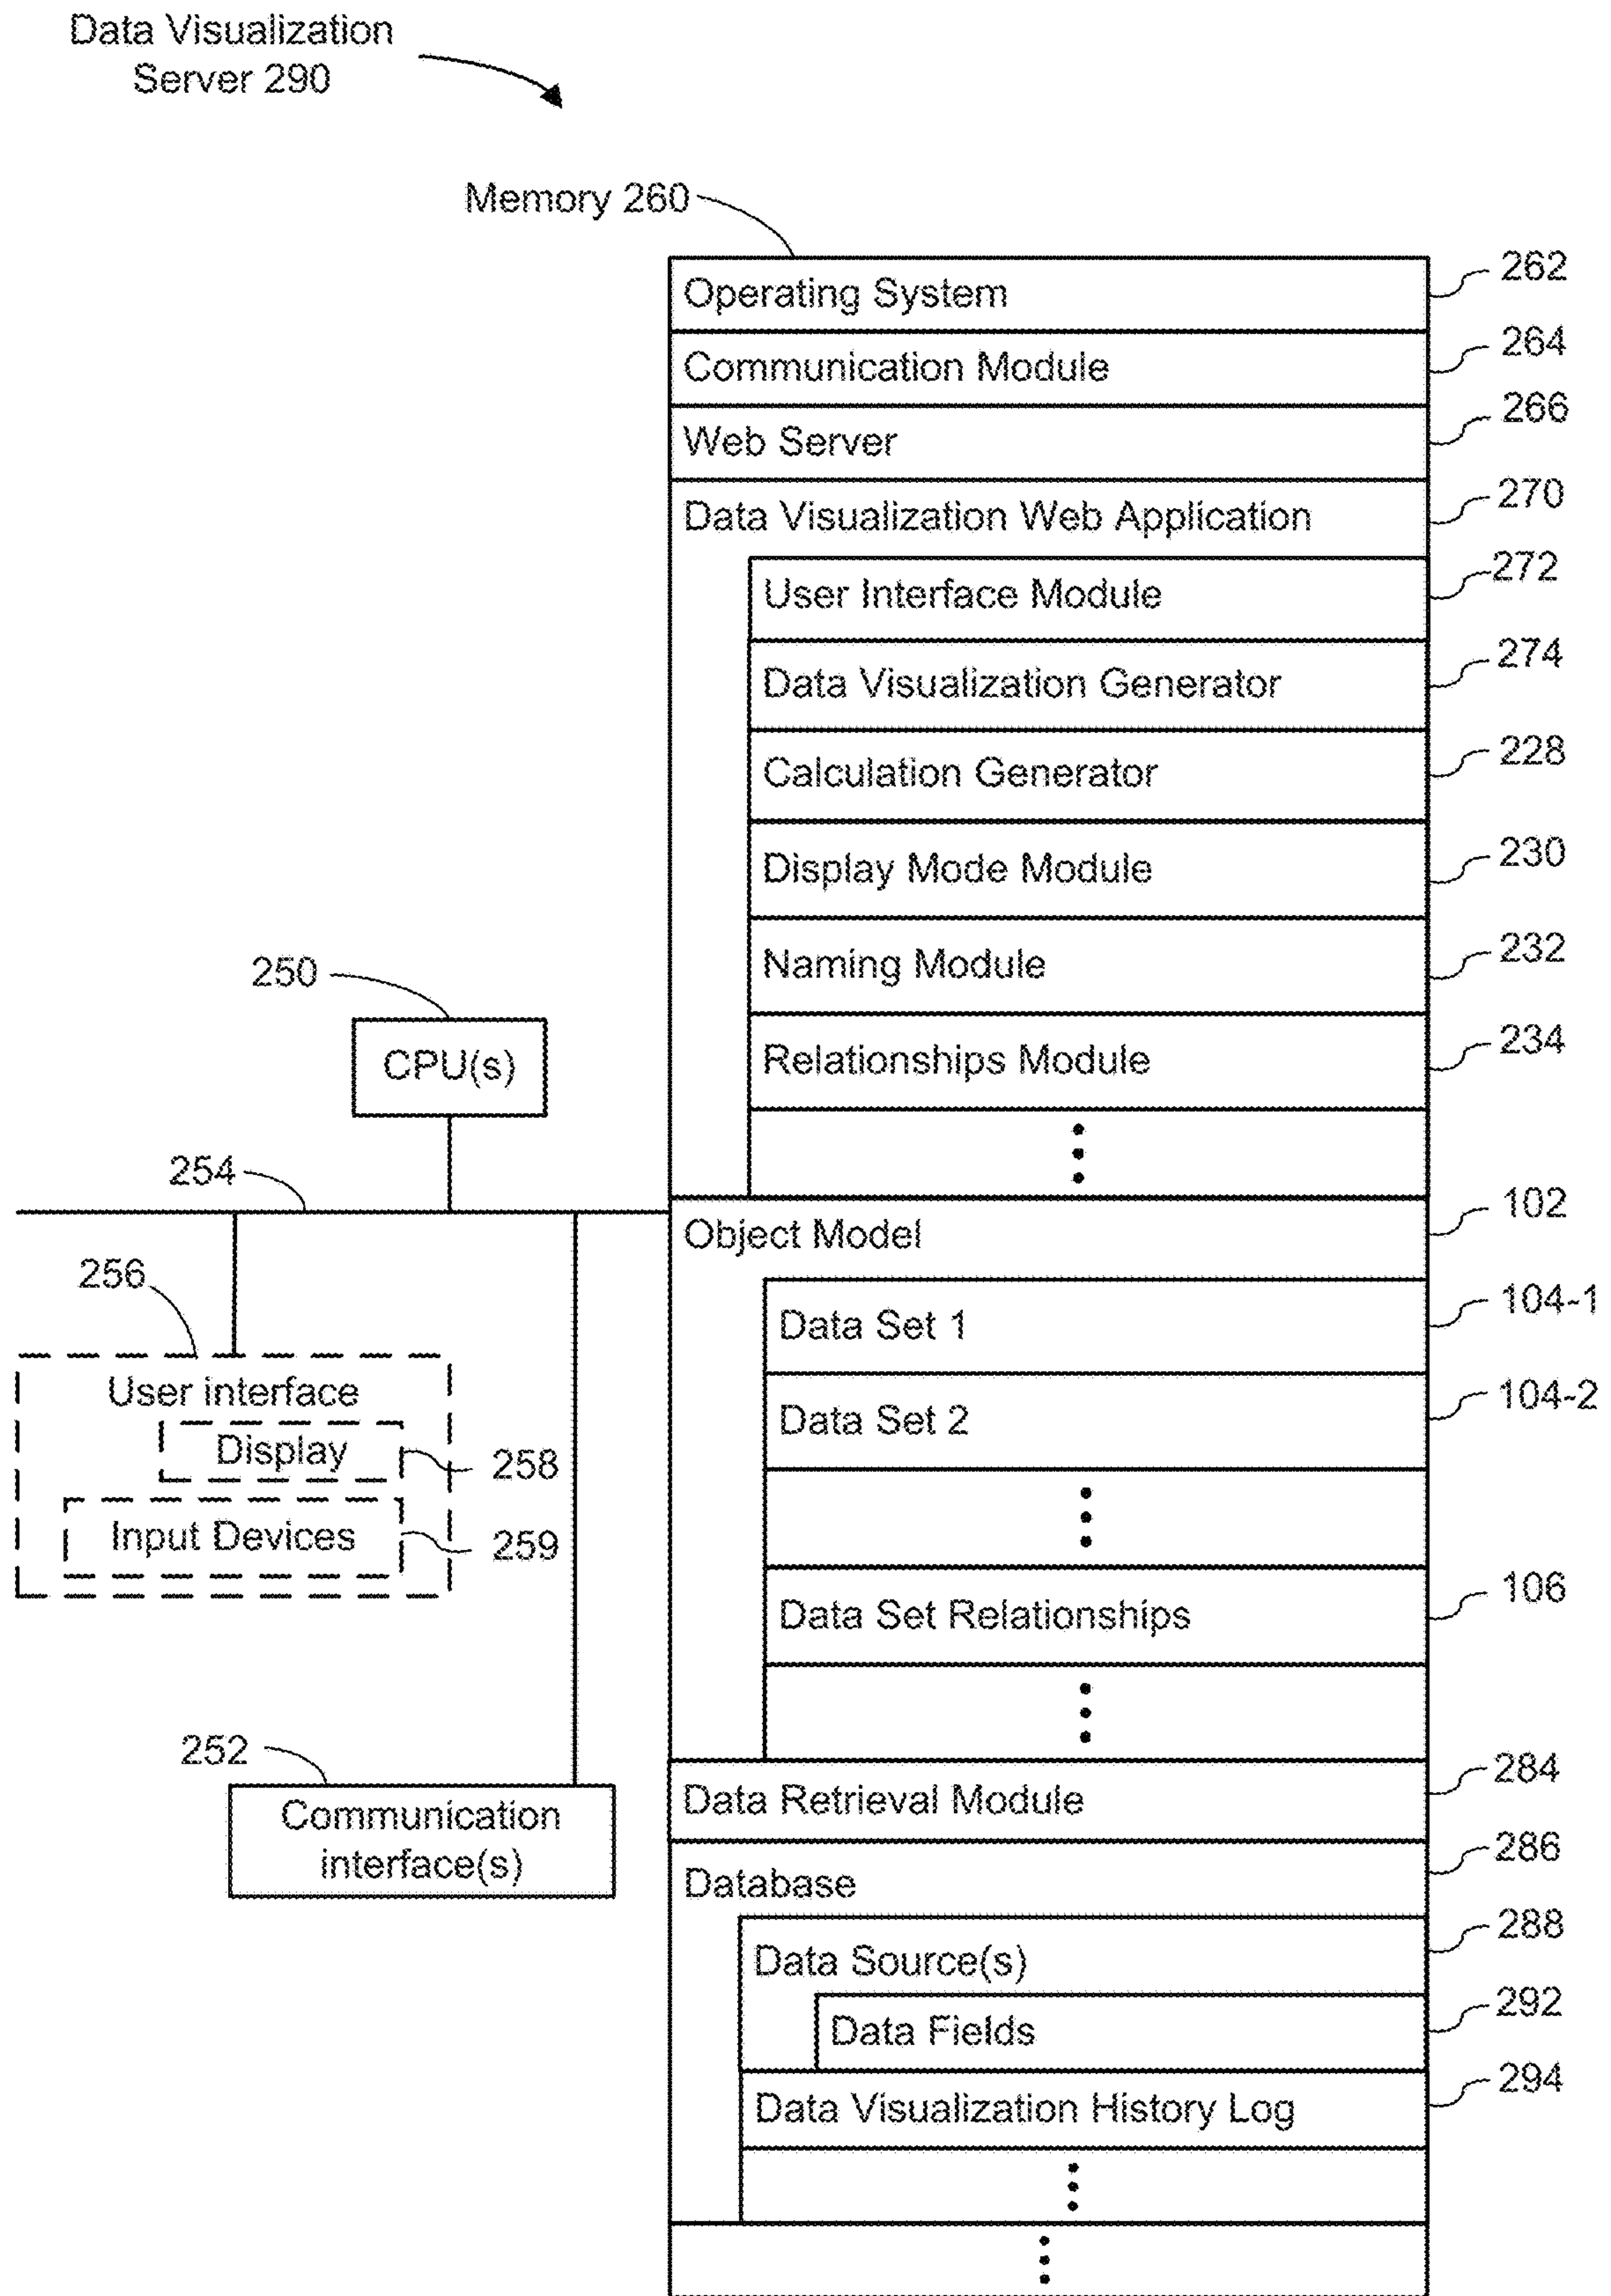 Data Visualization
Server 290
Memory 260
Operating System 262
Communication Module 264
Web Server 266
Data Visualization Web Application 270
User Interface Module 272
Data Visualization Generator 274
Calculation Generator 228
Display Mode Module 230
Naming Module 232
Relationships Module 234
250
CPU(s)
254
Object Model 102
Data Set 1 104-1
Data Set 2 104-2
Data Set Relationships 106
256
User interface
Display 258
Input Devices 259
252
Communication
interface(s)
Data Retrieval Module 284
Database 286
Data Source(s) 288
Data Fields 292
Data Visualization History Log 294